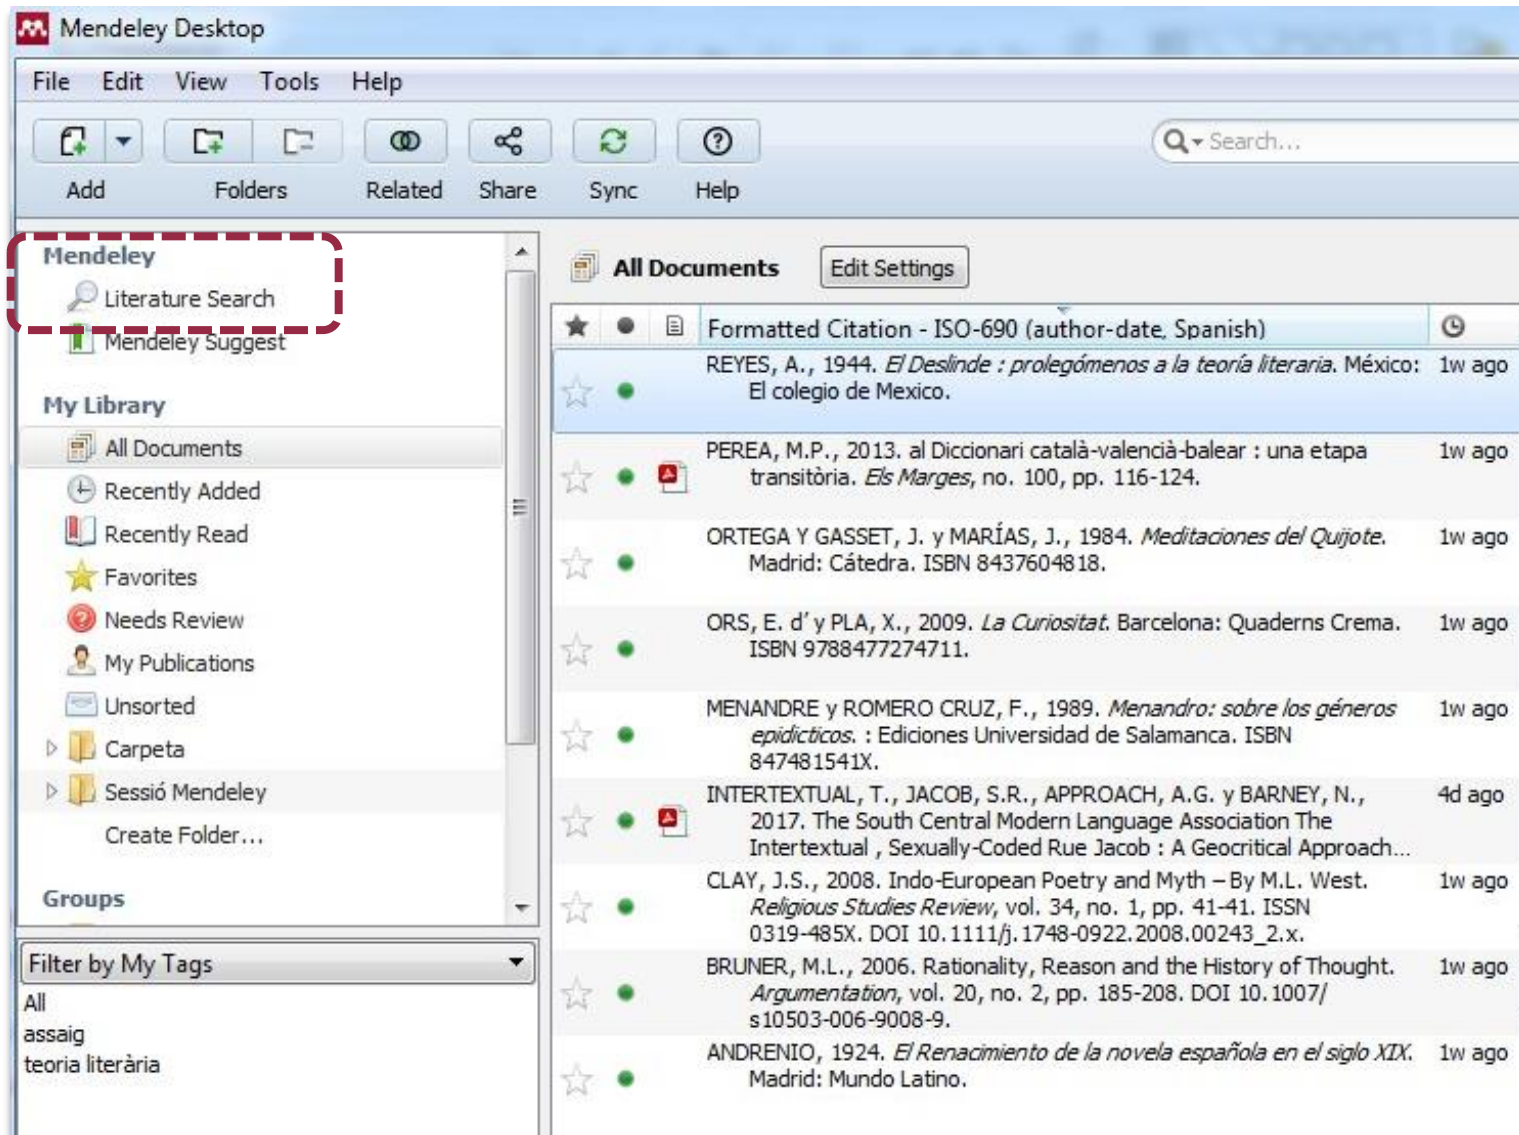 Mendeley Desktop
File Edit View Tools Help
Search...
Add Folders Related Share Sync Help
Mendeley
Literature Search
Mendeley Suggest
My Library
All Documents
Recently Added
Recently Read
Favorites
Needs Review
My Publications
Unsorted
Carpeta
Sessió Mendeley
Create Folder...
Groups
Filter by My Tags
All
assaig
teoria literària
All Documents Edit Settings
Formatted Citation - ISO-690 (author-date, Spanish)
REYES, A., 1944. El Deslinde : prolegómenos a la teoría literaria. México: 1w ago
El colegio de Mexico.
PEREA, M.P., 2013. al Diccionari català-valencià-balear : una etapa 1w ago
transitòria. Els Marges, no. 100, pp. 116-124.
ORTEGA Y GASSET, J. y MARÍAS, J., 1984. Meditaciones del Quijote. 1w ago
Madrid: Cátedra. ISBN 8437604818.
ORS, E. d' y PLA, X., 2009. La Curiositat. Barcelona: Quaderns Crema. 1w ago
ISBN 9788477274711.
MENANDRE y ROMERO CRUZ, F., 1989. Menandro: sobre los géneros 1w ago
epidicticos. : Ediciones Universidad de Salamanca. ISBN
847481541X.
INTERTEXTUAL, T., JACOB, S.R., APPROACH, A.G. y BARNEY, N., 4d ago
2017. The South Central Modern Language Association The
Intertextual , Sexually-Coded Rue Jacob : A Geocritical Approach...
CLAY, J.S., 2008. Indo-European Poetry and Myth – By M.L. West. 1w ago
Religious Studies Review, vol. 34, no. 1, pp. 41-41. ISSN
0319-485X. DOI 10.1111/j.1748-0922.2008.00243_2.x.
BRUNER, M.L., 2006. Rationality, Reason and the History of Thought. 1w ago
Argumentation, vol. 20, no. 2, pp. 185-208. DOI 10.1007/
s10503-006-9008-9.
ANDRENIO, 1924. El Renacimiento de la novela española en el siglo XIX. 1w ago
Madrid: Mundo Latino.